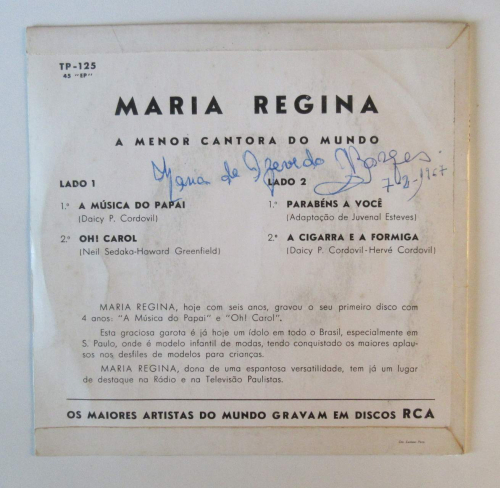 TP-125
45 "EP"
MARIA REGINA
A MENOR CANTORA DO MUNDO
Maria de Azevedo Borges.
7-2-1967
LADO 1
1.º A MÚSICA DO PAPAI
(Daicy P. Cordovil)
2.º OH! CAROL
(Neil Sedaka-Howard Greenfield)
LADO 2
1.º PARABÉNS A VOCÊ
(Adaptação de Juvenal Esteves)
2.º A CIGARRA E A FORMIGA
(Daicy P. Cordovil-Hervé Cordovil)
MARIA REGINA, hoje com seis anos, gravou o seu primeiro disco com
4 anos: "A Música do Papai" e "Oh! Carol".
Esta graciosa garota é já hoje um ídolo em todo o Brasil, especialmente em
S. Paulo, onde é modelo infantil de modas, tendo conquistado os maiores aplau-
sos nos desfiles de modelos para crianças.
MARIA REGINA, dona de uma espantosa versatilidade, tem já um lugar
de destaque na Rádio e na Televisão Paulistas.
OS MAIORES ARTISTAS DO MUNDO GRAVAM EM DISCOS RCA